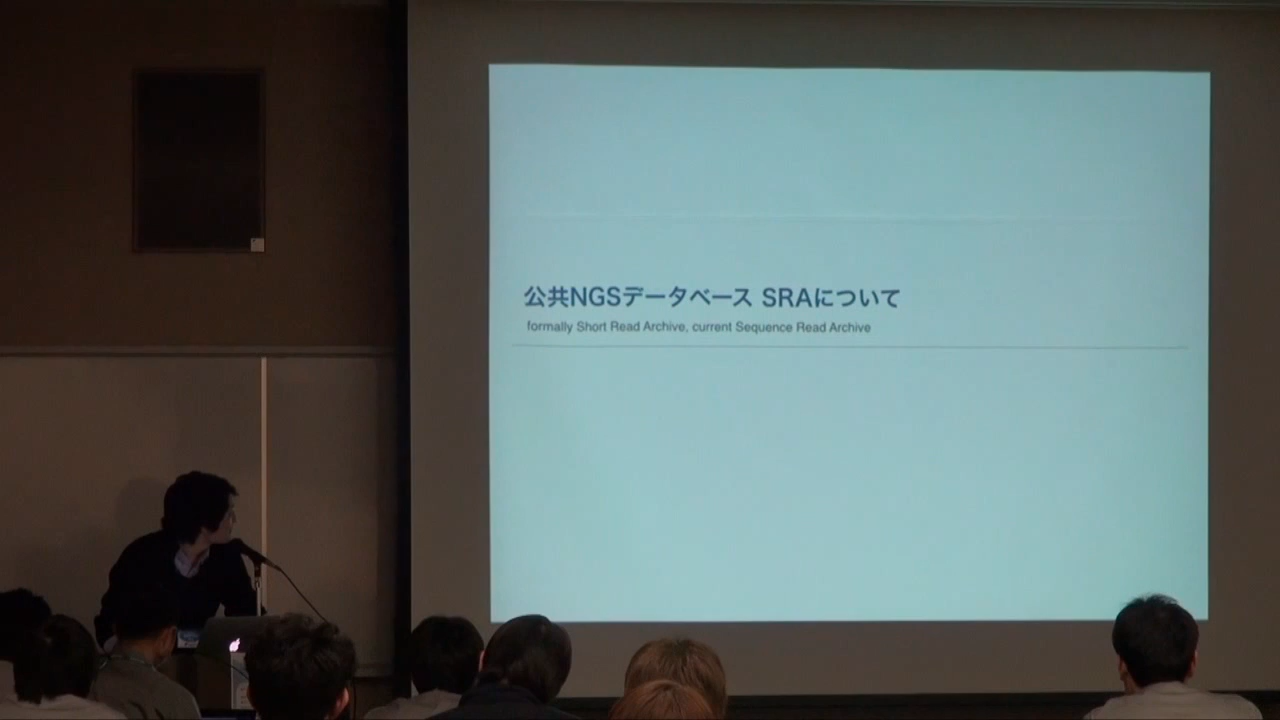 公共NGSデータベース SRAについて
formally Short Read Archive, current Sequence Read Archive